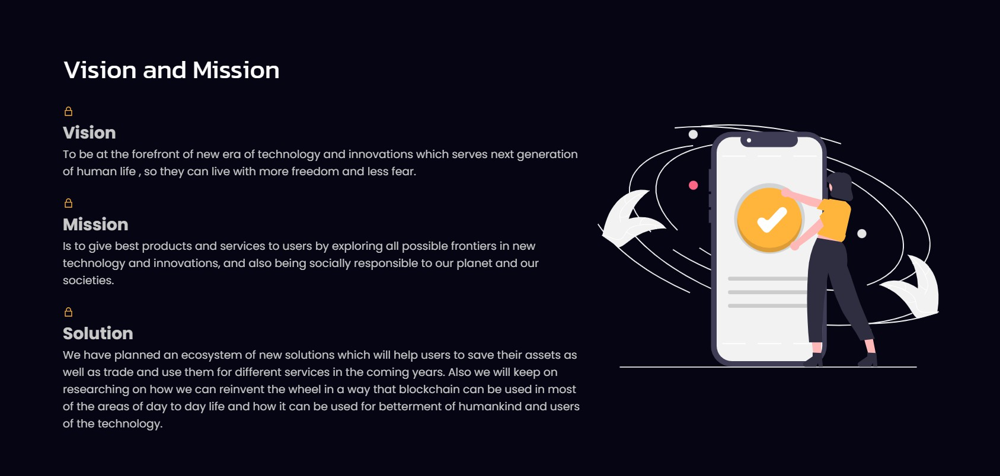 Vision and Mission
Vision
To be at the forefront of new era of technology and innovations which serves next generation
of human life , so they can live with more freedom and less fear.
Mission
Is to give best products and services to users by exploring all possible frontiers in new
technology and innovations, and also being socially responsible to our planet and our
societies.
Solution
We have planned an ecosystem of new solutions which will help users to save their assets as
well as trade and use them for different services in the coming years. Also we will keep on
researching on how we can reinvent the wheel in a way that blockchain can be used in most
of the areas of day to day life and how it can be used for betterment of humankind and users
of the technology.